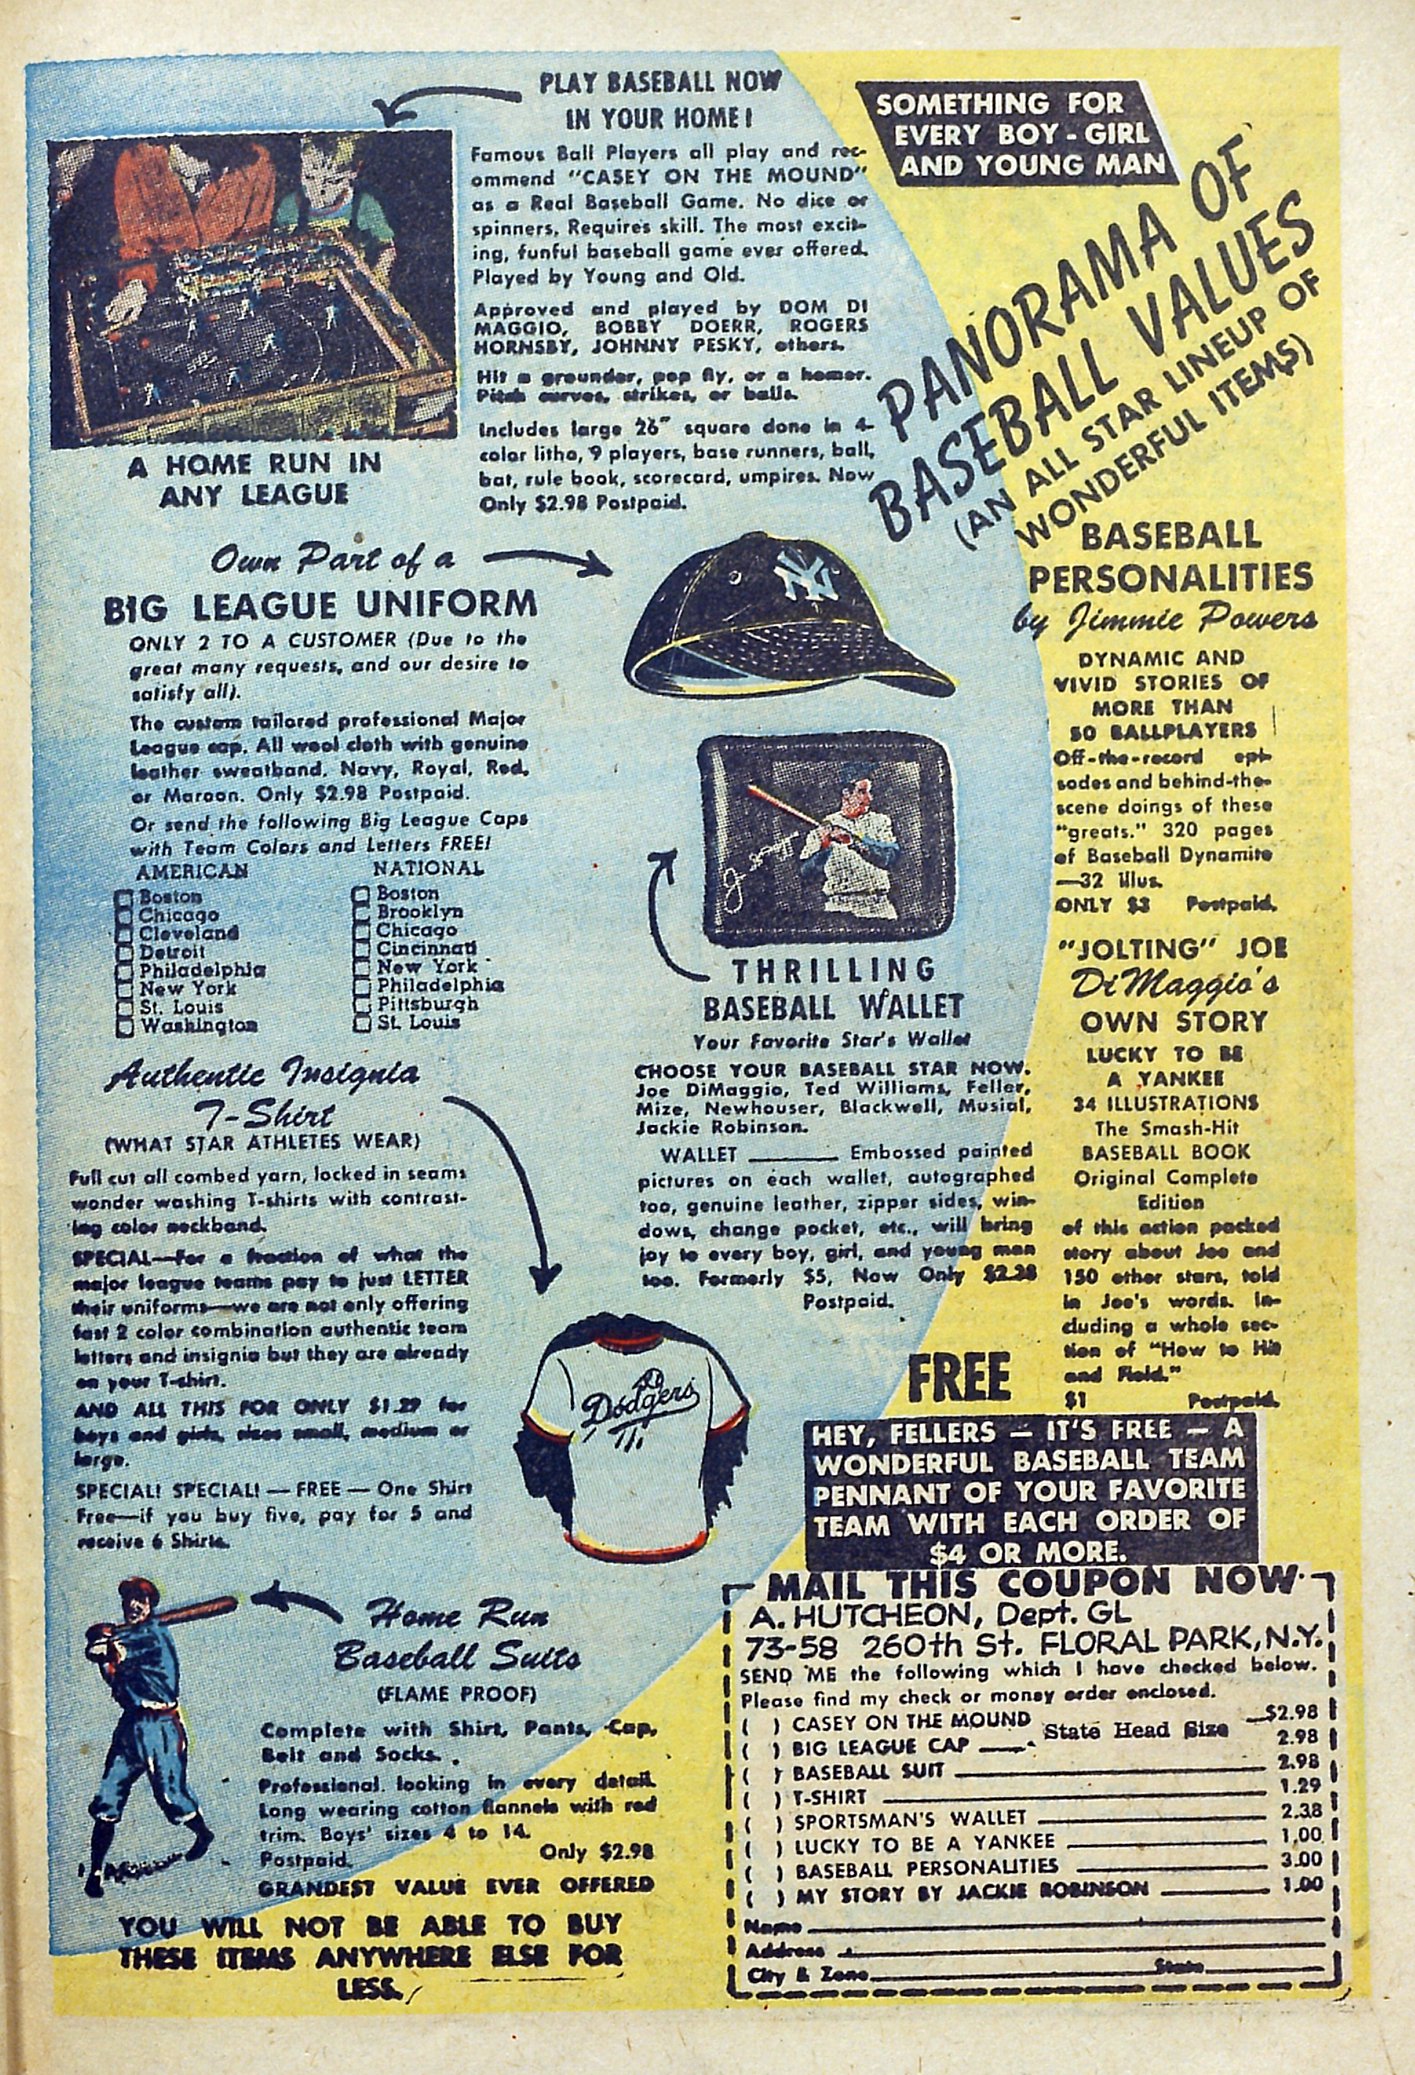 PLAY BASEBALL NOW
IN YOUR HOME!
Famous Ball Players all play and rec-
ommend "CASEY ON THE MOUND"
as a Real Baseball Game. No dice or
spinners, Requires skill. The most excit-
ing, funful baseball game ever offered.
Played by Young and Old.
Approved and played by DOM DI
MAGGIO, BOBBY DOERR, ROGERS
HORNSBY, JOHNNY PESKY, others.
Hit a grounder, pop fly, or a homer.
Pitch curves, strikes, or balls.
Includes large 26" square done in 4-
color litho, 9 players, base runners, ball,
bat, rule book, scorecard, umpires. Now
Only $2.98 Postpaid.
A HOME RUN IN
ANY LEAGUE
SOMETHING FOR
EVERY BOY - GIRL
AND YOUNG MAN
PANORAMA OF
BASEBALL VALUES
(AN ALL STAR LINEUP OF
WONDERFUL ITEMS)
Own Part of a
BIG LEAGUE UNIFORM
ONLY 2 TO A CUSTOMER (Due to the
great many requests, and our desire to
satisfy all).
The custom tailored professional Major
League cap. All wool cloth with genuine
leather sweatband. Navy, Royal, Red,
or Maroon. Only $2.98 Postpaid.
Or send the following Big League Caps
with Team Colors and Letters FREE!
AMERICAN
Boston
Chicago
Cleveland
Detroit
Philadelphia
New York
St. Louis
Washington
NATIONAL
Boston
Brooklyn
Chicago
Cincinnati
New York
Philadelphia
Pittsburgh
St. Louis
NY
THRILLING
BASEBALL WALLET
Your Favorite Star's Wallet
CHOOSE YOUR BASEBALL STAR NOW.
Joe DiMaggio, Ted Williams, Feller,
Mize, Newhouser, Blackwell, Musial,
Jackie Robinson.
WALLET ________ Embossed painted
pictures on each wallet, autographed
too, genuine leather, zipper sides, win-
dows, change pocket, etc., will bring
joy to every boy, girl, and young man
too. Formerly $5, Now Only $2.38
Postpaid.
BASEBALL
PERSONALITIES
by Jimmie Powers
DYNAMIC AND
VIVID STORIES OF
MORE THAN
50 BALLPLAYERS
Off-the-record epi-
sodes and behind-the-
scene doings of these
"greats." 320 pages
of Baseball Dynamite
—32 illus.
ONLY $3 Postpaid.
"JOLTING" JOE
DiMaggio's
OWN STORY
LUCKY TO BE
A YANKEE
34 ILLUSTRATIONS
The Smash-Hit
BASEBALL BOOK
Original Complete
Edition
of this action packed
story about Joe and
150 other stars, told
in Joe's words. In-
cluding a whole sec-
tion of "How to Hit
and Field."
$1 Postpaid.
Authentic Insignia
T-Shirt
(WHAT STAR ATHLETES WEAR)
Full cut all combed yarn, locked in seams
wonder washing T-shirts with contrast-
ing color neckband.
SPECIAL—For a fraction of what the
major league teams pay to just LETTER
their uniforms—we are not only offering
fast 2 color combination authentic team
letters and insignia but they are already
on your T-shirt.
AND ALL THIS FOR ONLY $1.29 for
boys and girls, sizes small, medium or
large.
SPECIAL! SPECIAL! — FREE — One Shirt
Free—if you buy five, pay for 5 and
receive 6 Shirts.
Dodgers
FREE
HEY, FELLERS — IT'S FREE — A
WONDERFUL BASEBALL TEAM
PENNANT OF YOUR FAVORITE
TEAM WITH EACH ORDER OF
$4 OR MORE.
Home Run
Baseball Suits
(FLAME PROOF)
Complete with Shirt, Pants, Cap,
Belt and Socks.
Professional looking in every detail.
Long wearing cotton flannels with red
trim. Boys' sizes 4 to 14.
Postpaid. Only $2.98
GRANDEST VALUE EVER OFFERED
YOU WILL NOT BE ABLE TO BUY
THESE ITEMS ANYWHERE ELSE FOR
LESS.
MAIL THIS COUPON NOW
A. HUTCHEON, Dept. GL
73-58 260th St. FLORAL PARK, N.Y.
SEND ME the following which I have checked below.
Please find my check or money order enclosed.
( ) CASEY ON THE MOUND $2.98
( ) BIG LEAGUE CAP State Head Size 2.98
( ) BASEBALL SUIT 2.98
( ) T-SHIRT 1.29
( ) SPORTSMAN'S WALLET 2.38
( ) LUCKY TO BE A YANKEE 1.00
( ) BASEBALL PERSONALITIES 3.00
( ) MY STORY BY JACKIE ROBINSON 1.00
Name
Address
City & Zone State